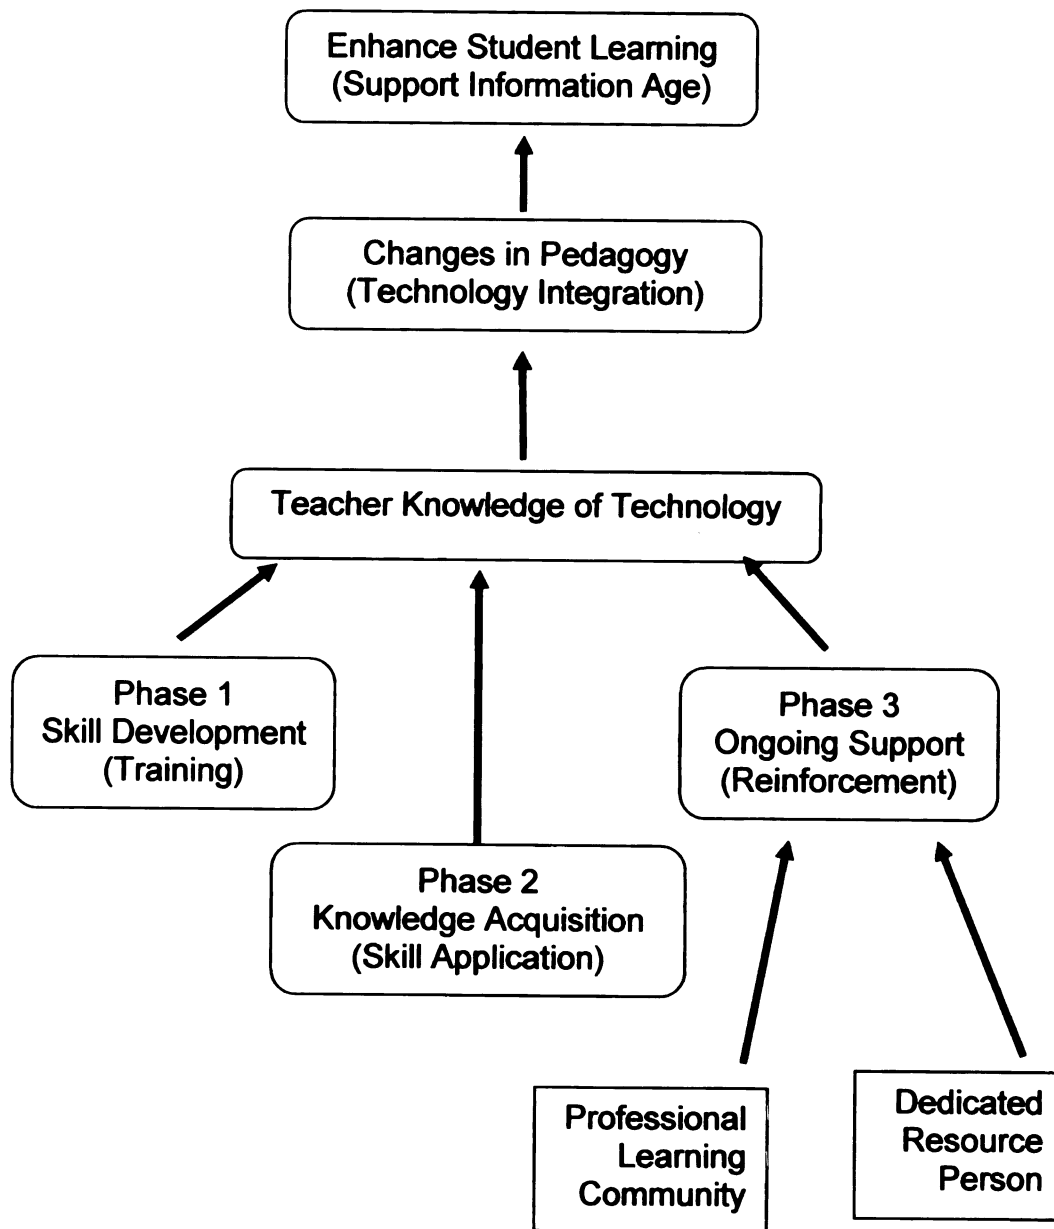 Enhance Student Learning
(Support Information Age)
Changes in Pedagogy
(Technology Integration)
Teacher Knowledge of Technology
Phase 1
Skill Development
(Training)
Phase 2
Knowledge Acquisition
(Skill Application)
Phase 3
Ongoing Support
(Reinforcement)
Professional
Learning
Community
Dedicated
Resource
Person